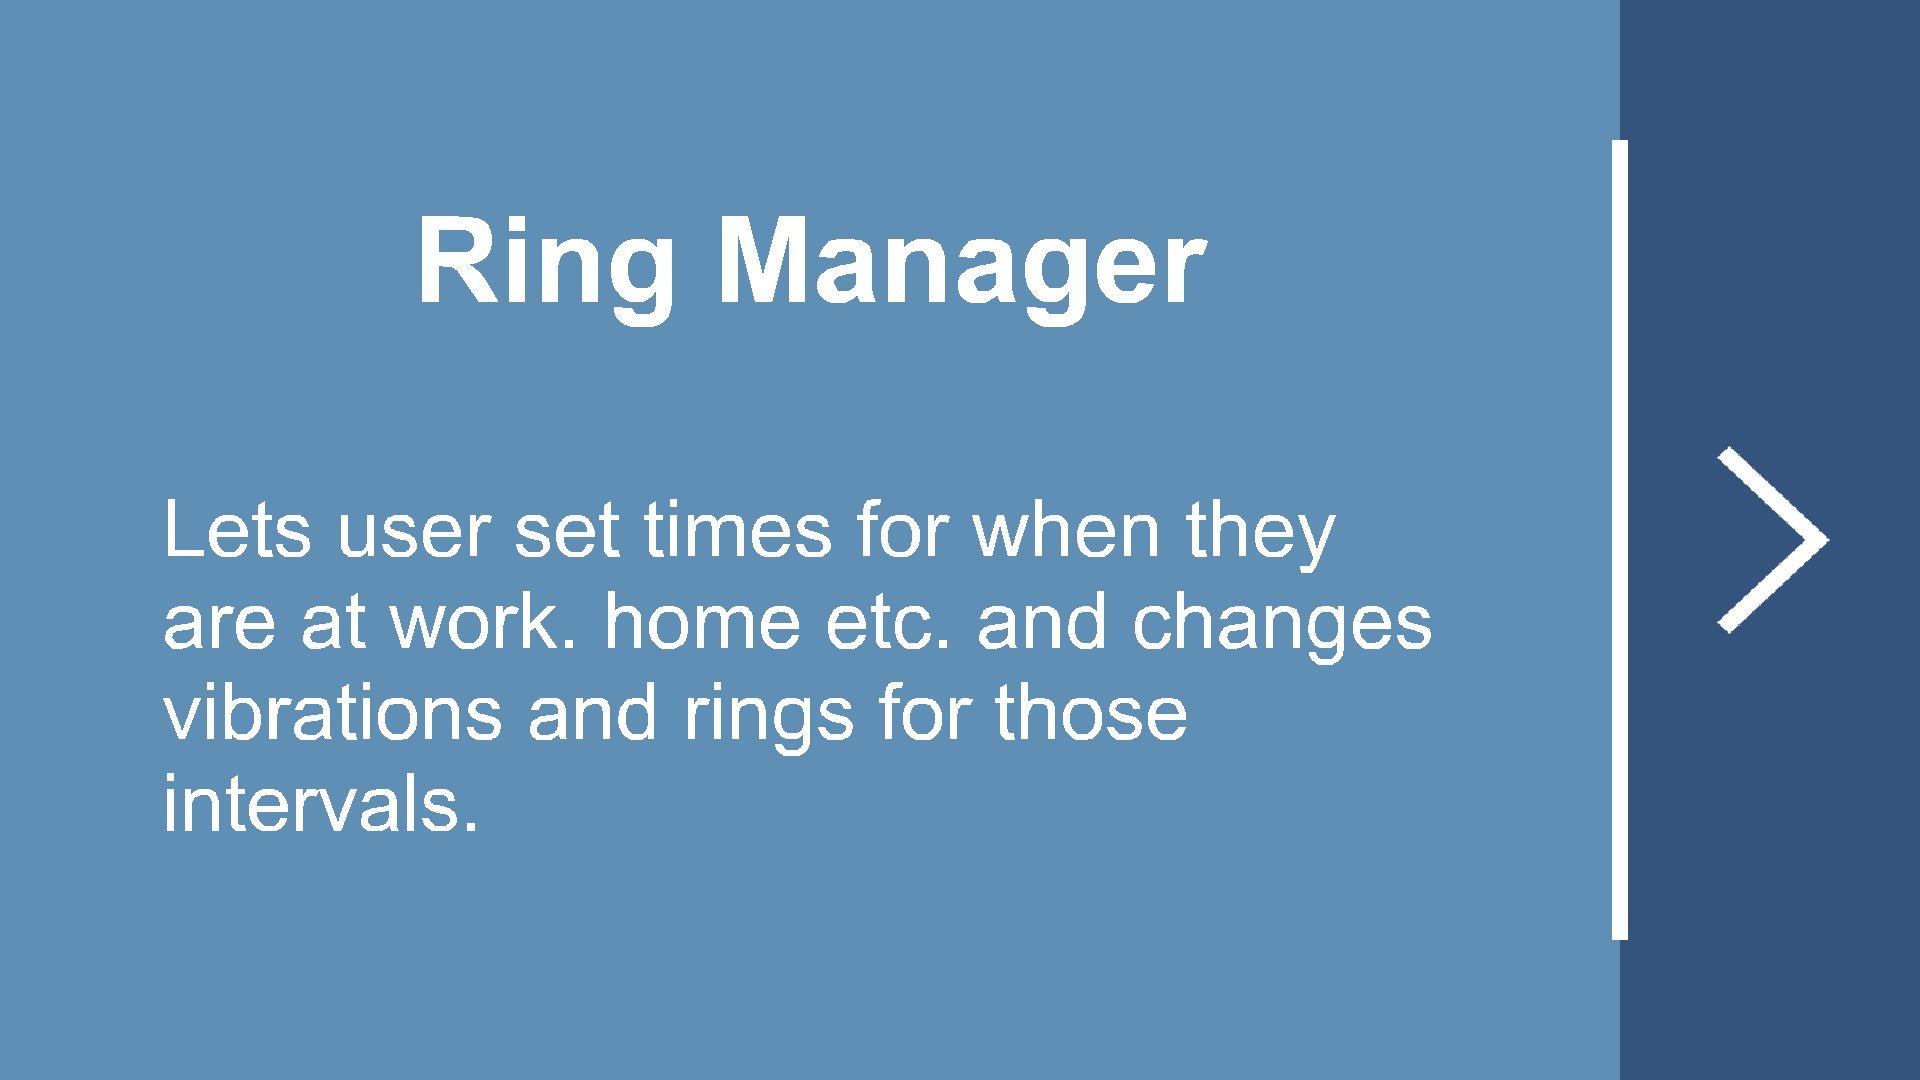 Ring Manager
Lets user set times for when they
are at work. home etc. and changes
vibrations and rings for those
intervals.